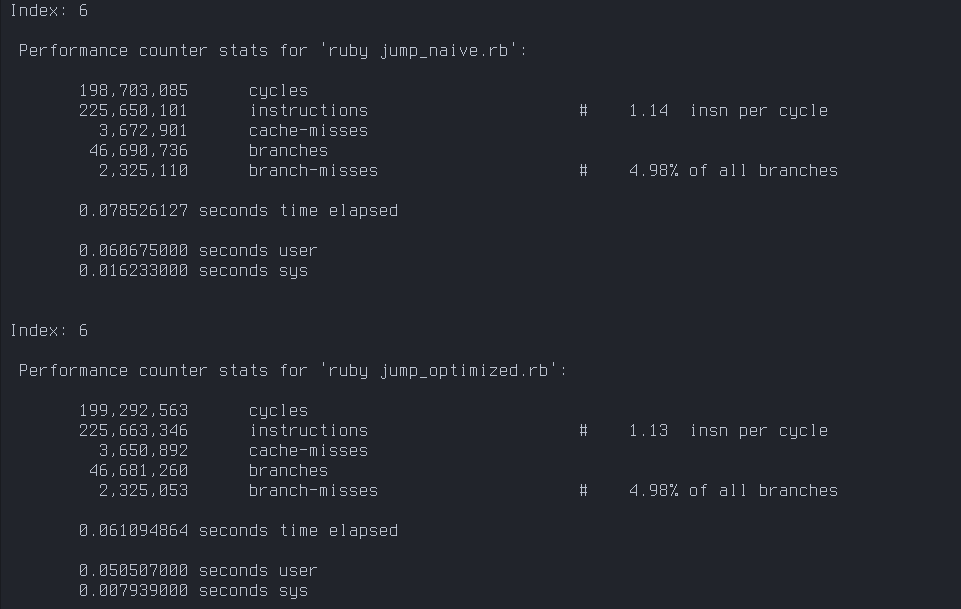 Index: 6
Performance counter stats for 'ruby jump_naive.rb':
198,703,085 cycles
225,650,101 instructions # 1.14 insn per cycle
3,672,901 cache-misses
46,690,736 branches
2,325,110 branch-misses # 4.98% of all branches
0.078526127 seconds time elapsed
0.060675000 seconds user
0.016233000 seconds sys
Index: 6
Performance counter stats for 'ruby jump_optimized.rb':
199,292,563 cycles
225,663,346 instructions # 1.13 insn per cycle
3,650,892 cache-misses
46,681,260 branches
2,325,053 branch-misses # 4.98% of all branches
0.061094864 seconds time elapsed
0.050507000 seconds user
0.007939000 seconds sys